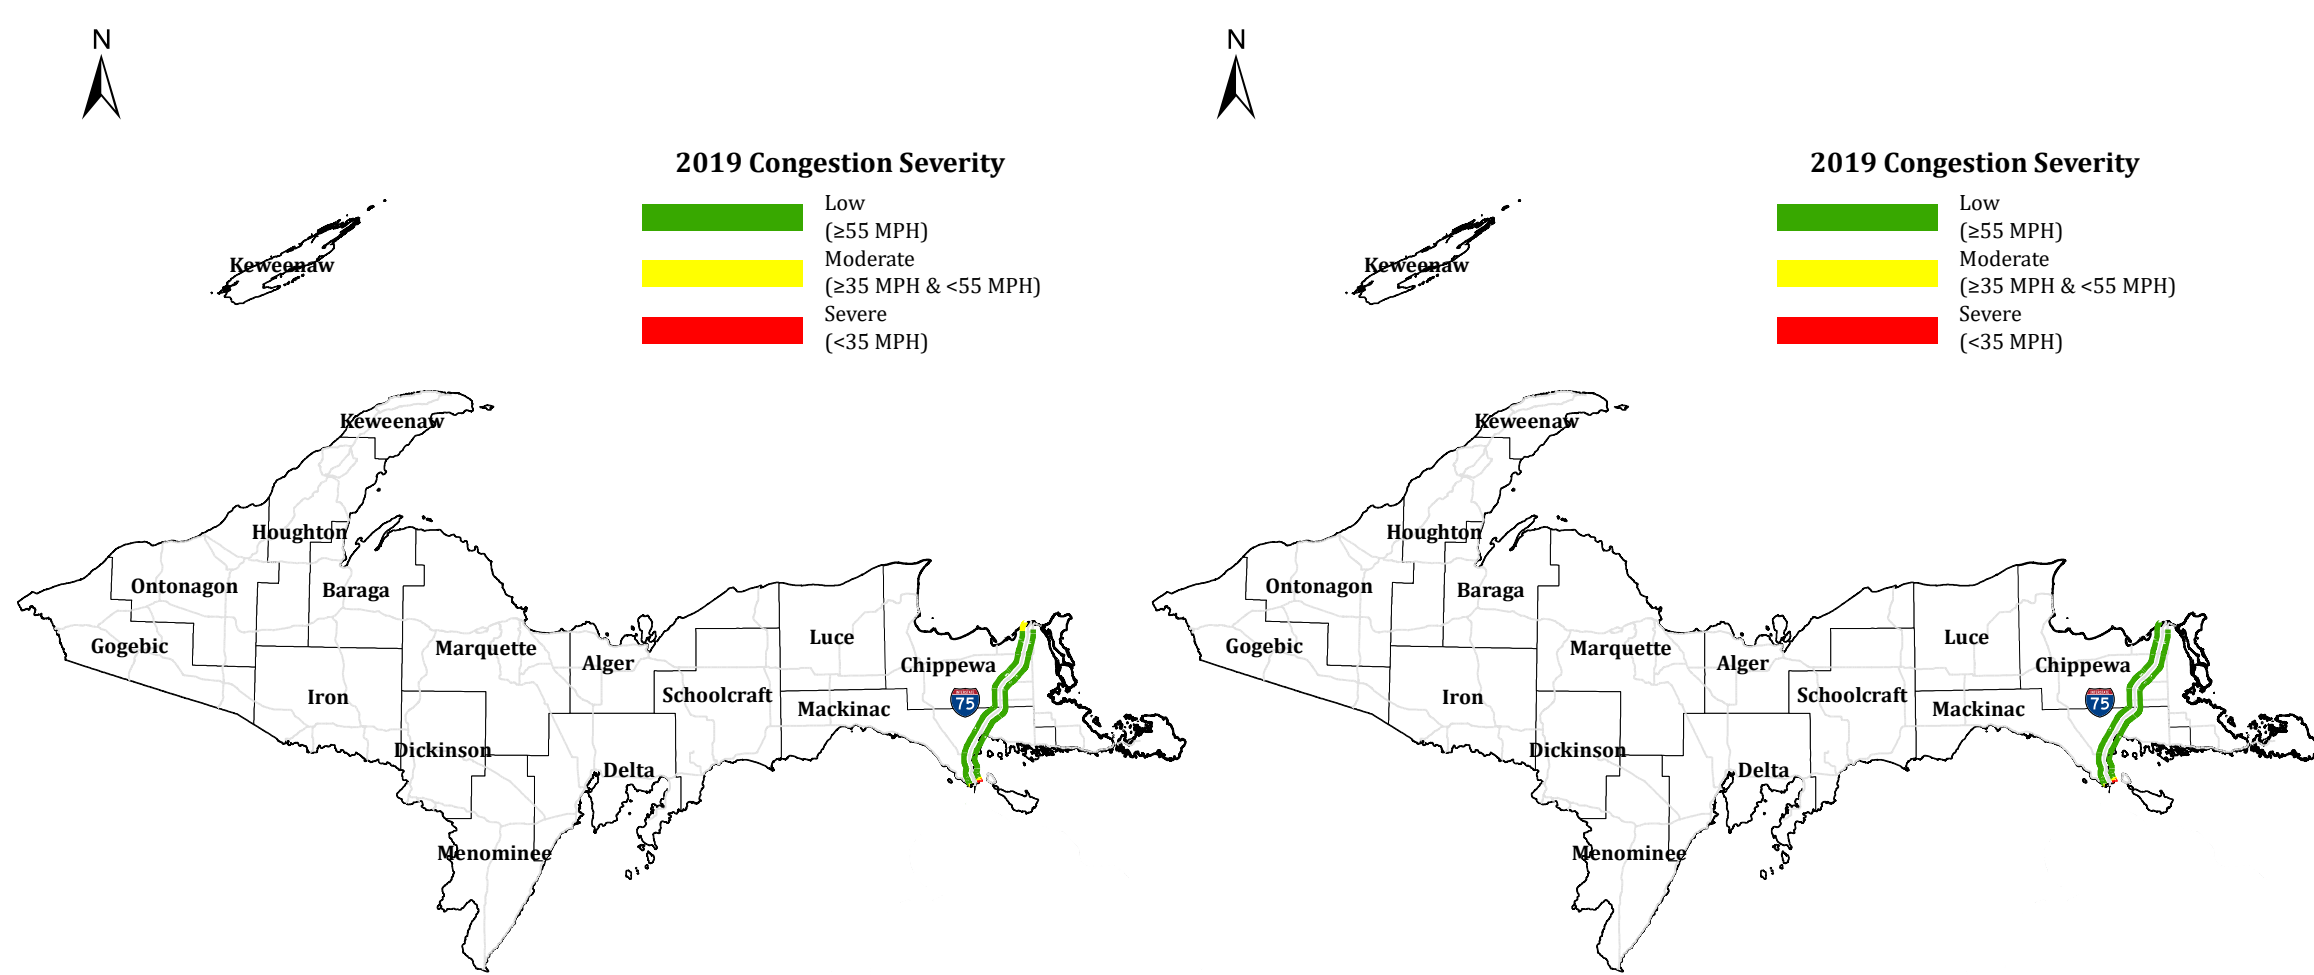 N
2019 Congestion Severity
Low
(≥55 MPH)
Moderate
(≥35 MPH & <55 MPH)
Severe
(<35 MPH)
Keweenaw
Keweenaw
Houghton
Ontonagon
Baraga
Gogebic
Marquette
Alger
Luce
Chippewa
Iron
Schoolcraft
Mackinac
75
Dickinson
Delta
Menominee
N
2019 Congestion Severity
Low
(≥55 MPH)
Moderate
(≥35 MPH & <55 MPH)
Severe
(<35 MPH)
Keweenaw
Keweenaw
Houghton
Ontonagon
Baraga
Gogebic
Marquette
Alger
Luce
Chippewa
Iron
Schoolcraft
Mackinac
75
Dickinson
Delta
Menominee